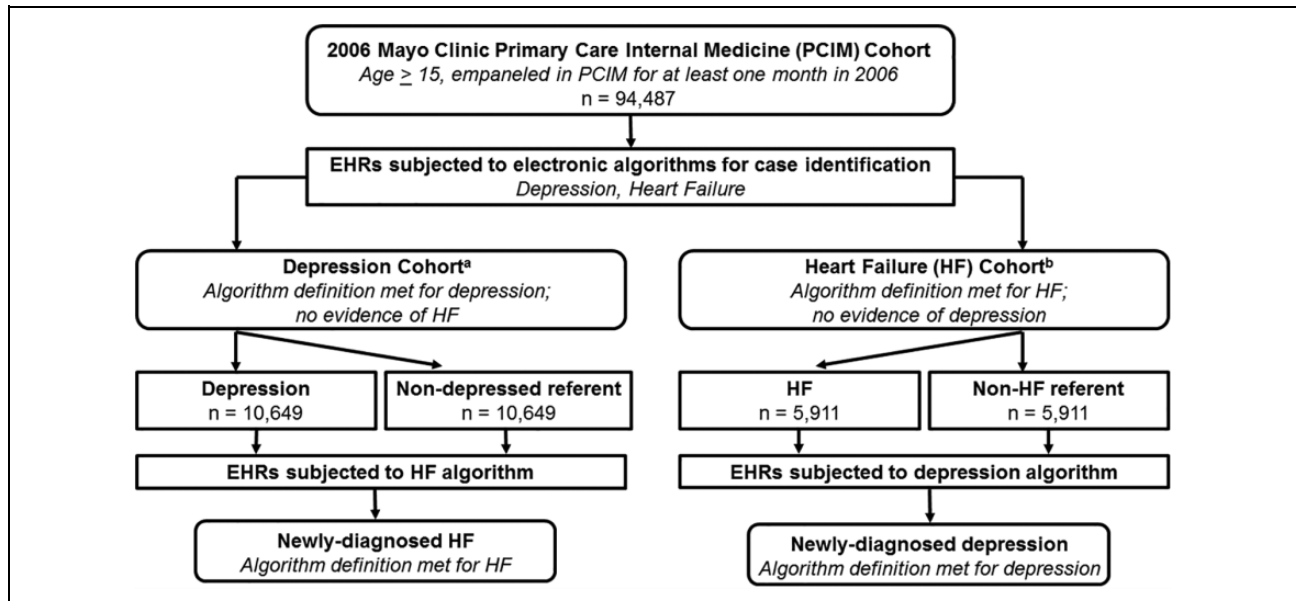 2006 Mayo Clinic Primary Care Internal Medicine (PCIM) Cohort
Age ≥ 15, empaneled in PCIM for at least one month in 2006
n = 94,487
EHRs subjected to electronic algorithms for case identification
Depression, Heart Failure
Depression Cohortᵃ
Algorithm definition met for depression;
no evidence of HF
Heart Failure (HF) Cohortᵇ
Algorithm definition met for HF;
no evidence of depression
Depression
n = 10,649
Non-depressed referent
n = 10,649
HF
n = 5,911
Non-HF referent
n = 5,911
EHRs subjected to HF algorithm
EHRs subjected to depression algorithm
Newly-diagnosed HF
Algorithm definition met for HF
Newly-diagnosed depression
Algorithm definition met for depression